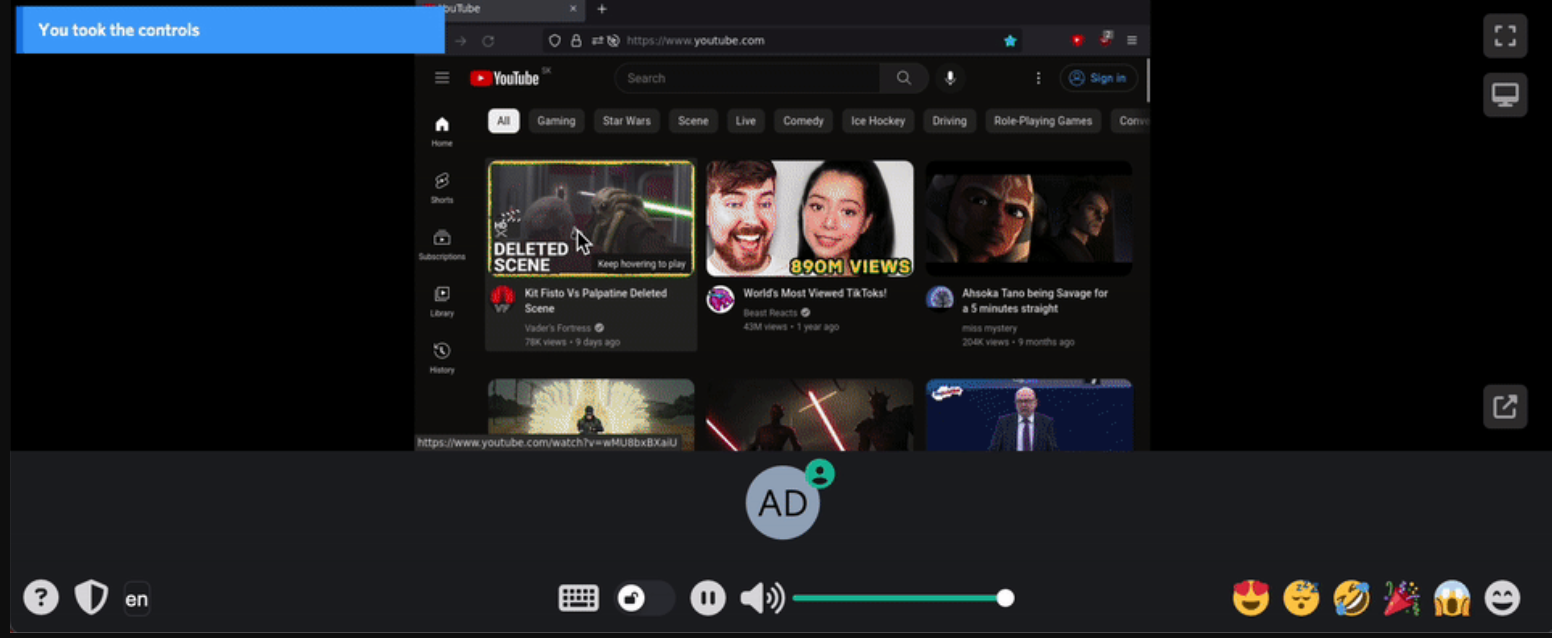 You took the controls
YouTube
https://www.youtube.com
2
YouTube SK
Search
Sign in
All
Gaming
Star Wars
Scene
Live
Comedy
Ice Hockey
Driving
Role-Playing Games
Conve
Home
Shorts
Subscriptions
Library
History
HD
DELETED
SCENE
Keep hovering to play
890M VIEWS
Kit Fisto Vs Palpatine Deleted
Scene
Vader's Fortress
78K views • 9 days ago
World's Most Viewed TikToks!
Beast Reacts
43M views • 1 year ago
Ahsoka Tano being Savage for
a 5 minutes straight
miss mystery
204K views • 9 months ago
https://www.youtube.com/watch?v=wMU8bxBXaiU
AD
en